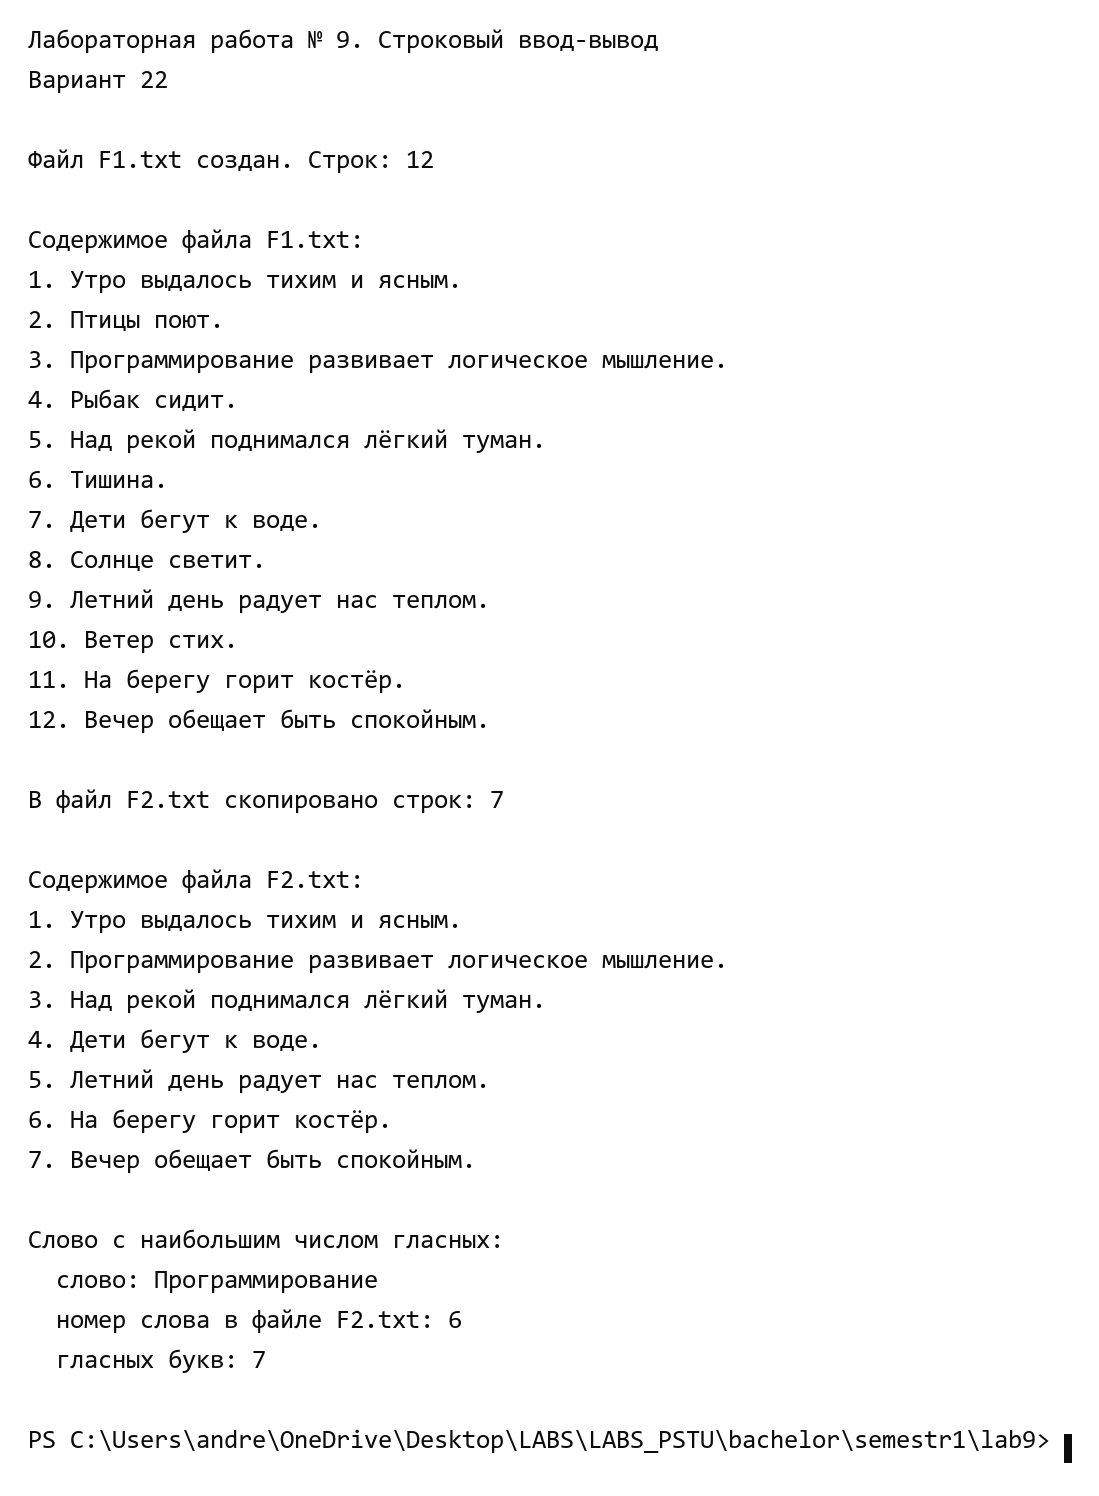 Лабораторная работа № 9. Строковый ввод-вывод
Вариант 22
Файл F1.txt создан. Строк: 12
Содержимое файла F1.txt:
1. Утро выдалось тихим и ясным.
2. Птицы поют.
3. Программирование развивает логическое мышление.
4. Рыбак сидит.
5. Над рекой поднимался лёгкий туман.
6. Тишина.
7. Дети бегут к воде.
8. Солнце светит.
9. Летний день радует нас теплом.
10. Ветер стих.
11. На берегу горит костёр.
12. Вечер обещает быть спокойным.
В файл F2.txt скопировано строк: 7
Содержимое файла F2.txt:
1. Утро выдалось тихим и ясным.
2. Программирование развивает логическое мышление.
3. Над рекой поднимался лёгкий туман.
4. Дети бегут к воде.
5. Летний день радует нас теплом.
6. На берегу горит костёр.
7. Вечер обещает быть спокойным.
Слово с наибольшим числом гласных:
слово: Программирование
номер слова в файле F2.txt: 6
гласных букв: 7
PS C:\Users\andre\OneDrive\Desktop\LABS\LABS_PSTU\bachelor\semestr1\lab9>